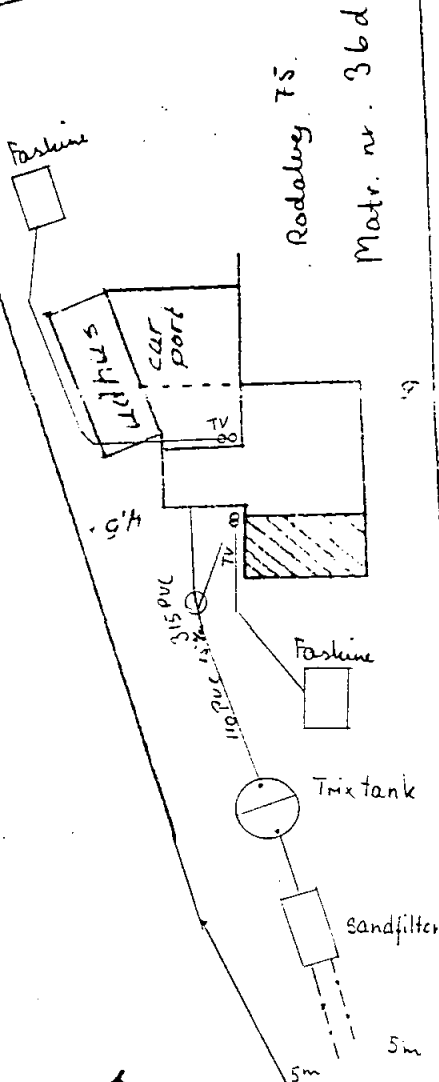 Faskine
udhus
car
port
Rodalvej 75.
Matr. nr. 36d
TV
4,5
TV
315 PVC
110 PVC
Faskine
Trix tank
Sandfilter
5m
5m